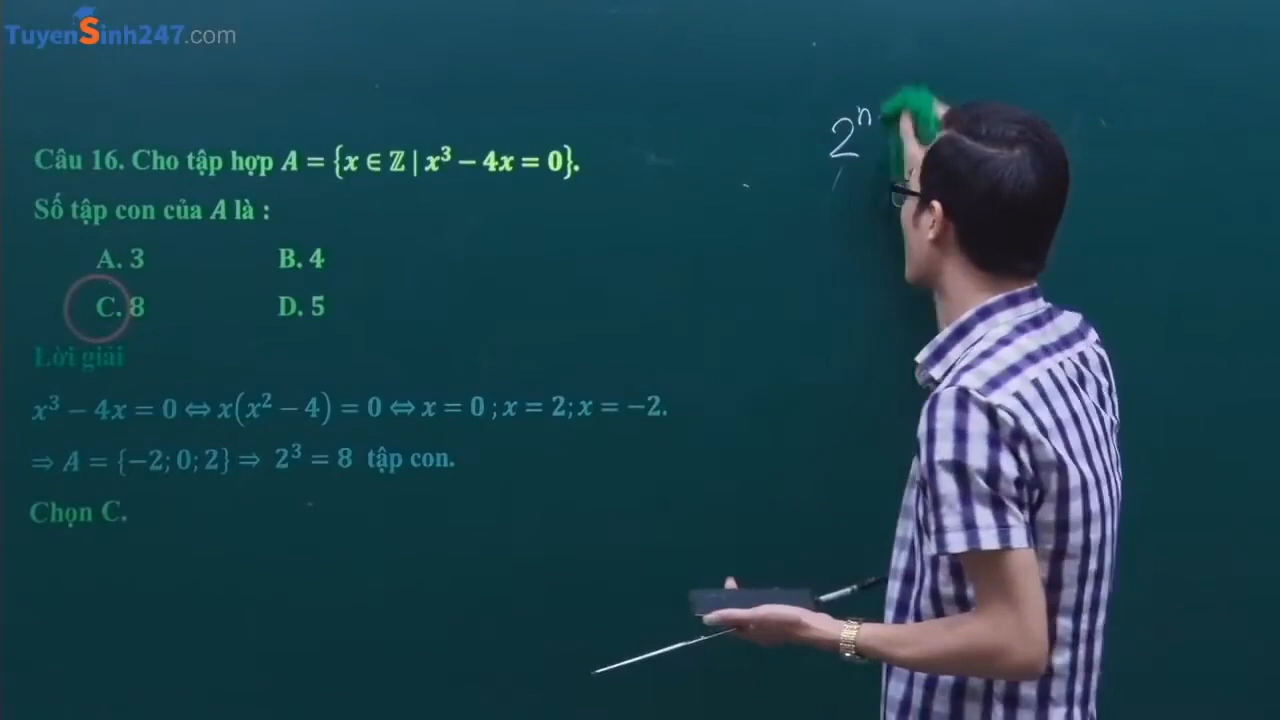 TuyenSinh247.com
2ⁿ
Câu 16. Cho tập hợp A = {x ∈ ℤ | x³ − 4x = 0}.
Số tập con của A là :
A. 3 B. 4
C. 8 D. 5
Lời giải
x³ − 4x = 0 ⇔ x(x² − 4) = 0 ⇔ x = 0 ; x = 2; x = −2.
⇒ A = {−2; 0; 2} ⇒ 2³ = 8 tập con.
Chọn C.